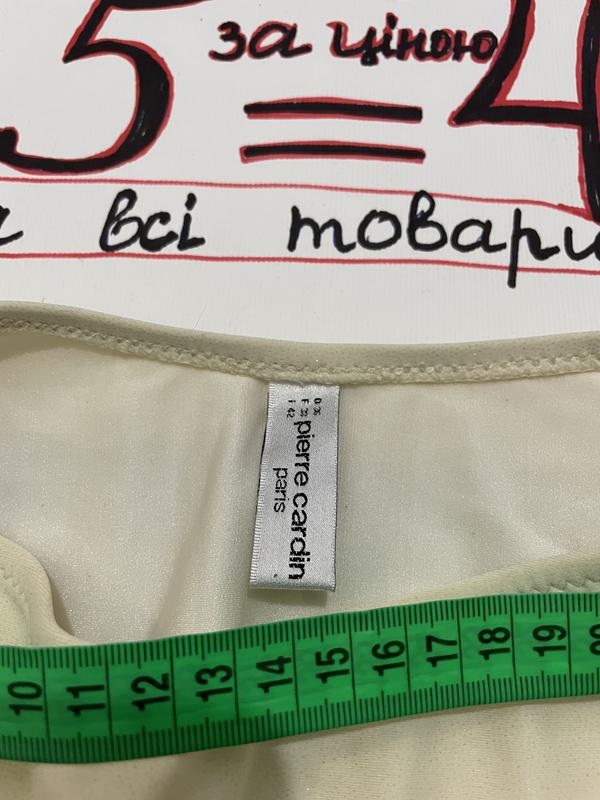 5 за ціною = 4
всі товари
D 36
F 38
I 42
pierre cardin
paris
10 11 12 13 14 15 16 17 18 19 20